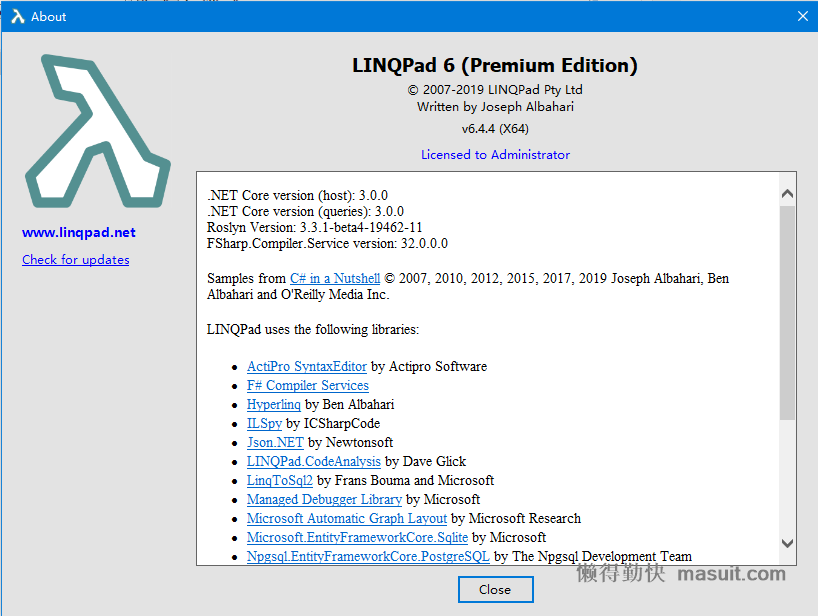 About
LINQPad 6 (Premium Edition)
© 2007-2019 LINQPad Pty Ltd
Written by Joseph Albahari
v6.4.4 (X64)
Licensed to Administrator
www.linqpad.net
Check for updates
.NET Core version (host): 3.0.0
.NET Core version (queries): 3.0.0
Roslyn Version: 3.3.1-beta4-19462-11
FSharp.Compiler.Service version: 32.0.0.0
Samples from C# in a Nutshell © 2007, 2010, 2012, 2015, 2017, 2019 Joseph Albahari, Ben
Albahari and O'Reilly Media Inc.
LINQPad uses the following libraries:
• ActiPro SyntaxEditor by Actipro Software
• F# Compiler Services
• Hyperlinq by Ben Albahari
• ILSpy by ICSharpCode
• Json.NET by Newtonsoft
• LINQPad.CodeAnalysis by Dave Glick
• LinqToSql2 by Frans Bouma and Microsoft
• Managed Debugger Library by Microsoft
• Microsoft Automatic Graph Layout by Microsoft Research
• Microsoft.EntityFrameworkCore.Sqlite by Microsoft
• Npgsql.EntityFrameworkCore.PostgreSQL by The Npgsql Development Team
懒得勤快 masuit.com
Close